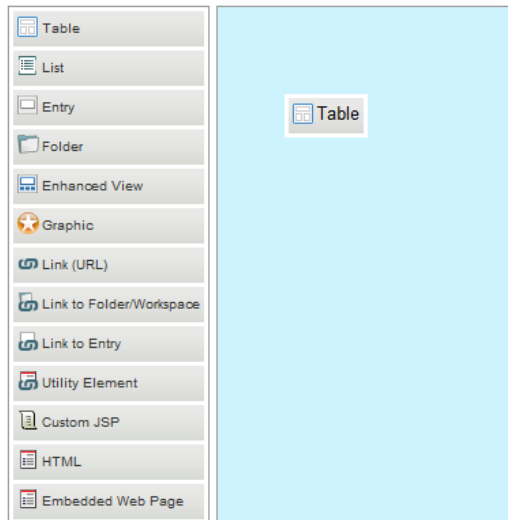 Table
List
Entry
Folder
Enhanced View
Graphic
Link (URL)
Link to Folder/Workspace
Link to Entry
Utility Element
Custom JSP
HTML
Embedded Web Page
Table